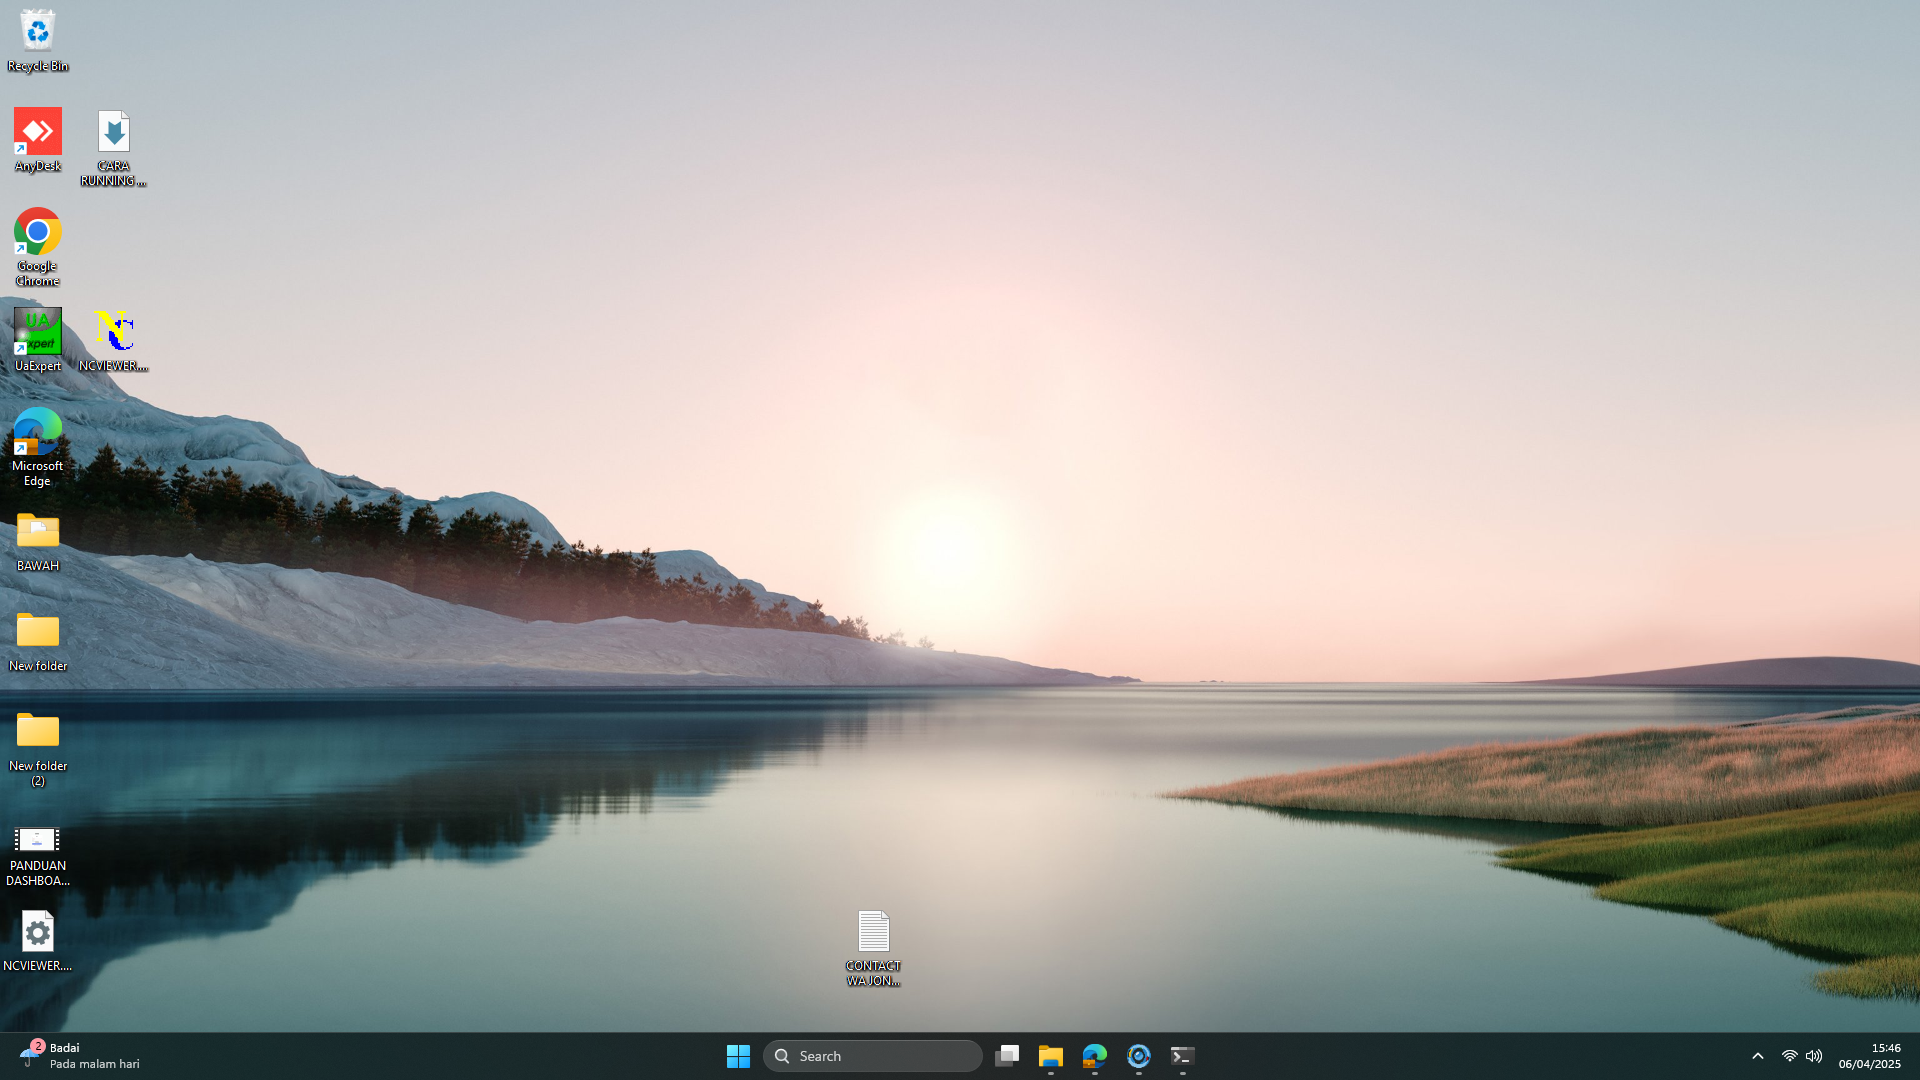 Recycle Bin
AnyDesk
CARA
RUNNING ...
Google
Chrome
UA
expert
UaExpert
NC
NCVIEWER....
Microsoft
Edge
BAWAH
New folder
New folder
(2)
PANDUAN
DASHBOA...
NCVIEWER....
CONTACT
WA JON...
2
Badai
Pada malam hari
Search
15:46
06/04/2025